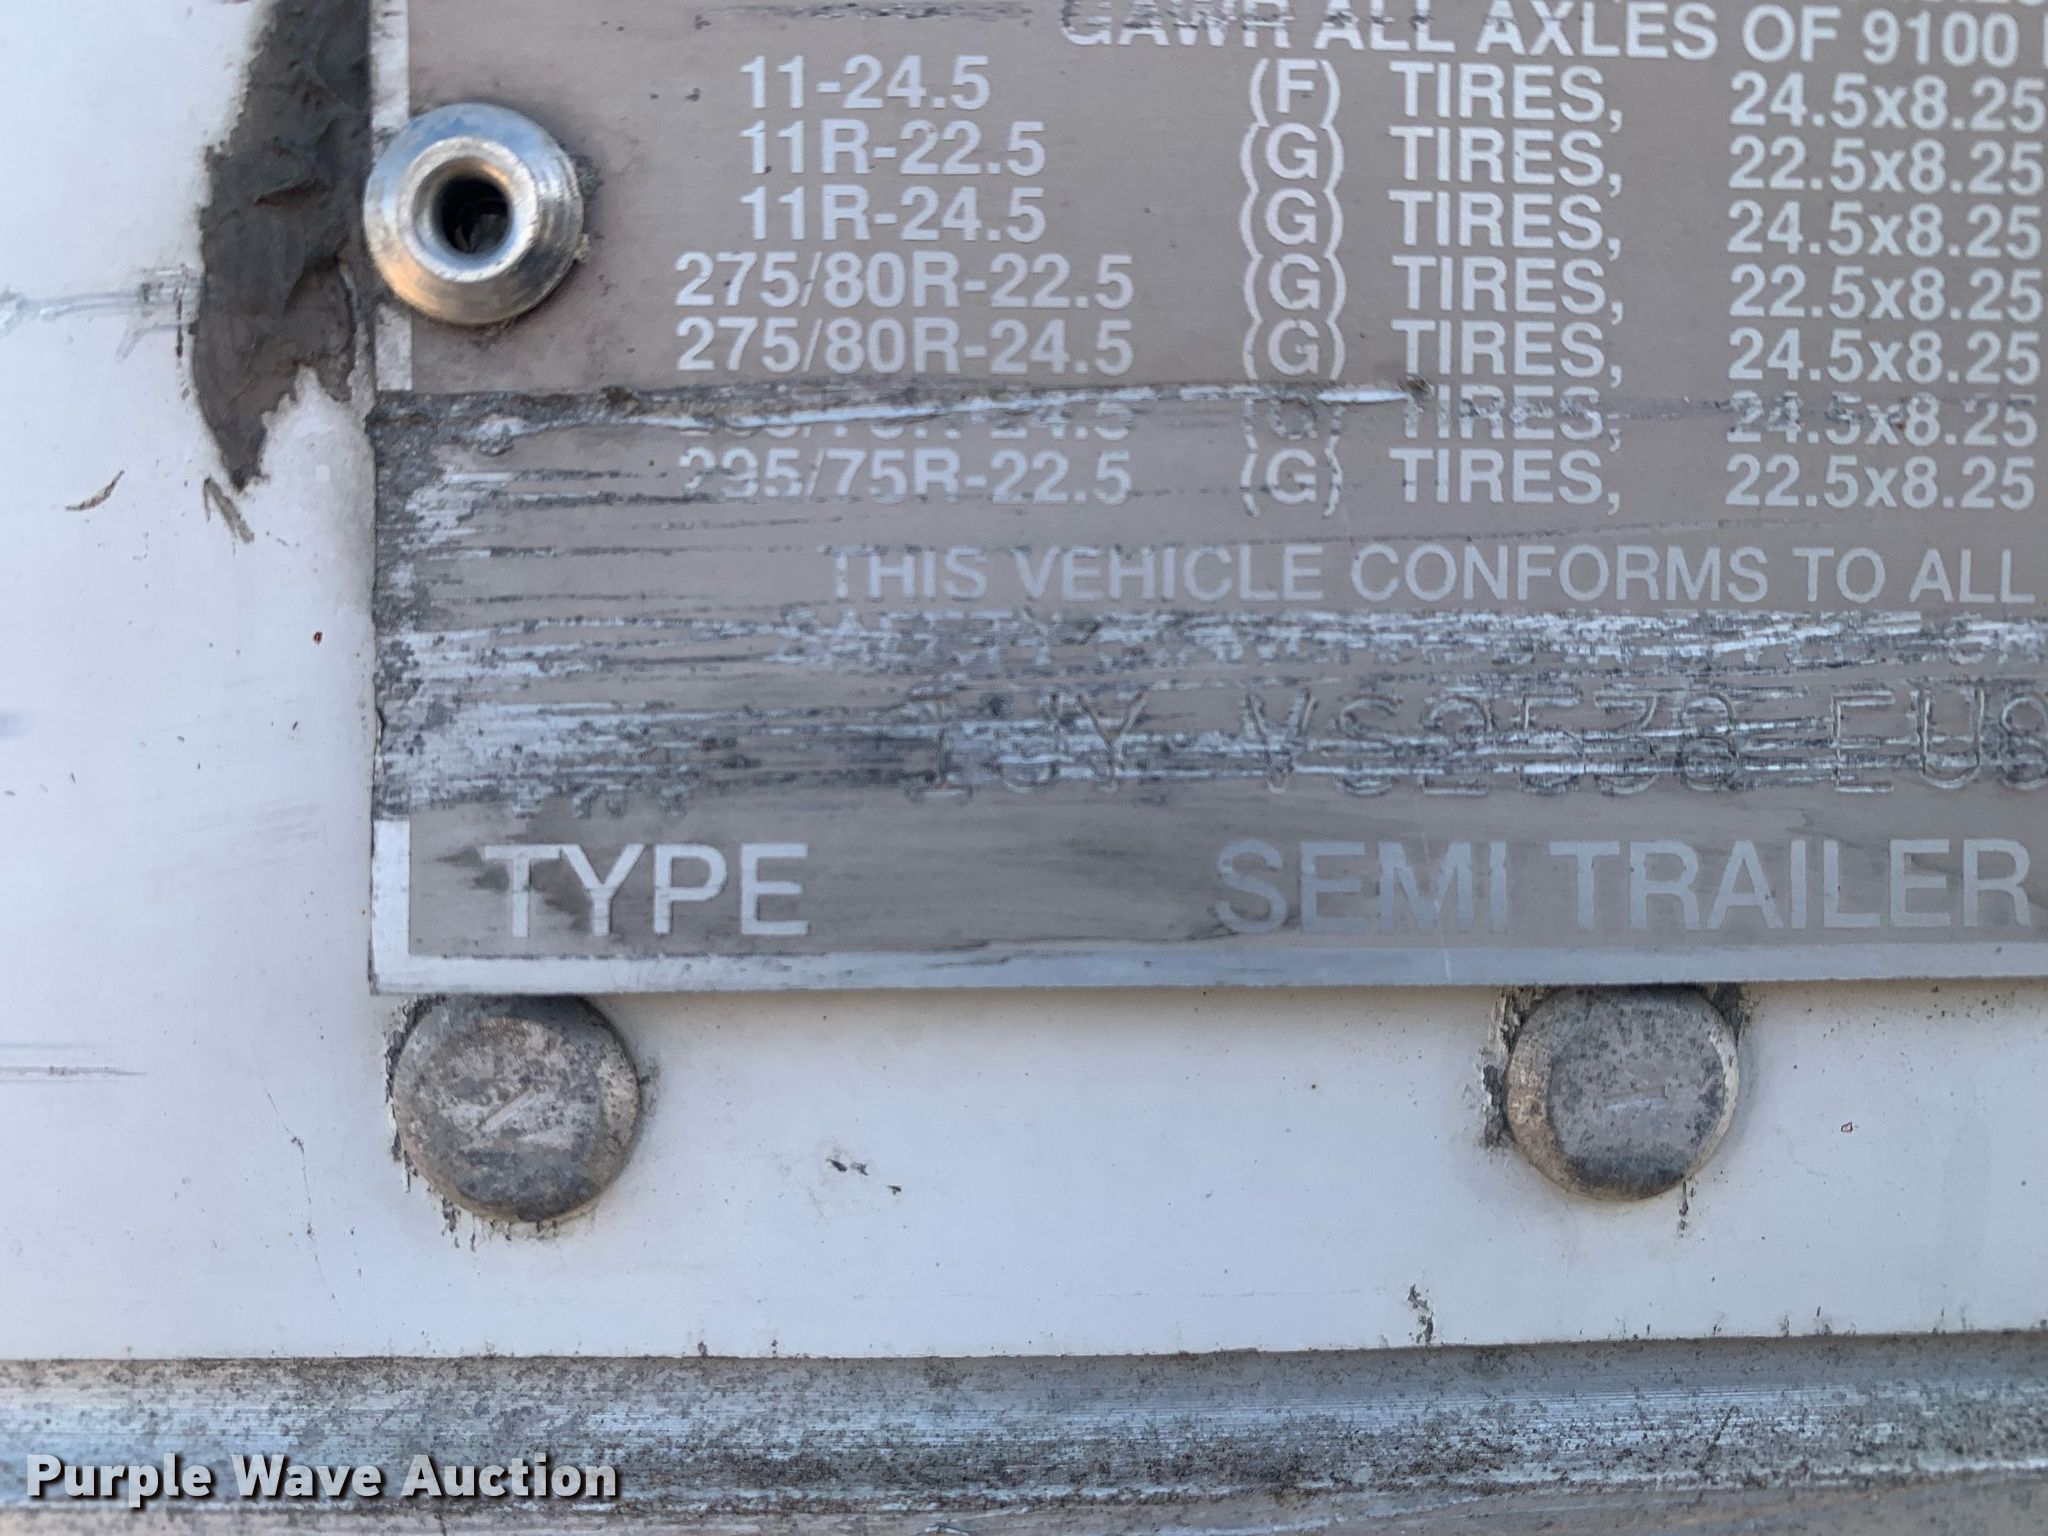 GAWR ALL AXLES OF 9100
11-24.5 (F) TIRES, 24.5x8.25
11R-22.5 (G) TIRES, 22.5x8.25
11R-24.5 (G) TIRES, 24.5x8.25
275/80R-22.5 (G) TIRES, 22.5x8.25
275/80R-24.5 (G) TIRES, 24.5x8.25
TIRES, 24.5x8.25
295/75R-22.5 (G) TIRES, 22.5x8.25
THIS VEHICLE CONFORMS TO ALL
SAFETY
VS2538 EU
TYPE SEMI TRAILER
Purple Wave Auction